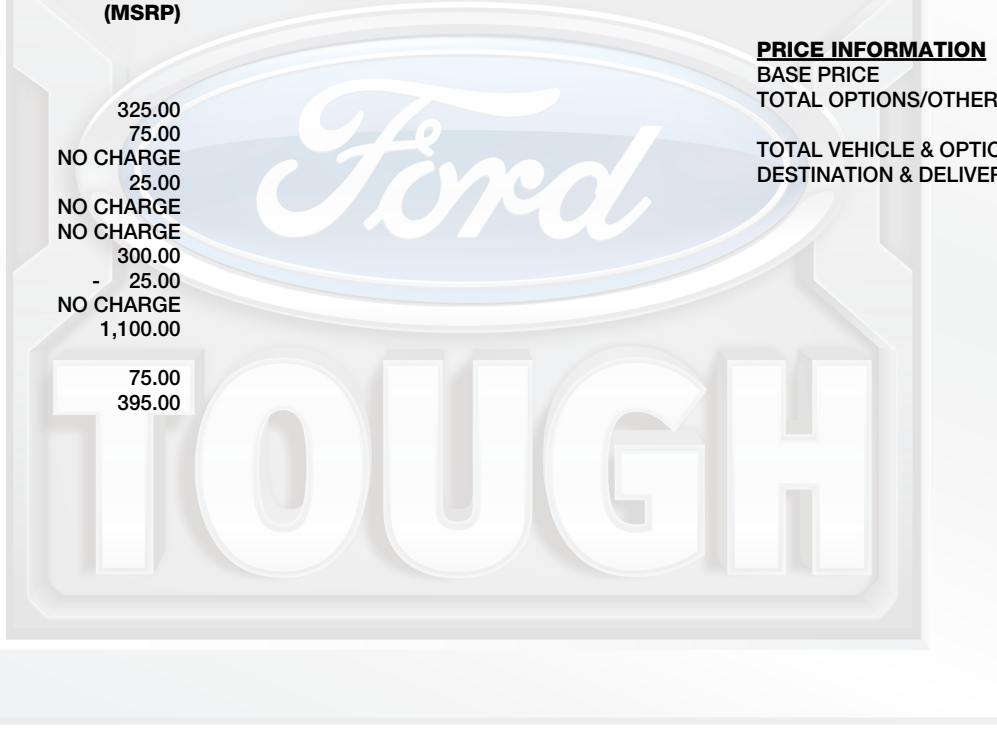 (MSRP)
325.00
75.00
NO CHARGE
25.00
NO CHARGE
NO CHARGE
300.00
- 25.00
NO CHARGE
1,100.00
75.00
395.00
PRICE INFORMATION
BASE PRICE
TOTAL OPTIONS/OTHER
TOTAL VEHICLE & OPTIO
DESTINATION & DELIVER
Ford
TOUGH